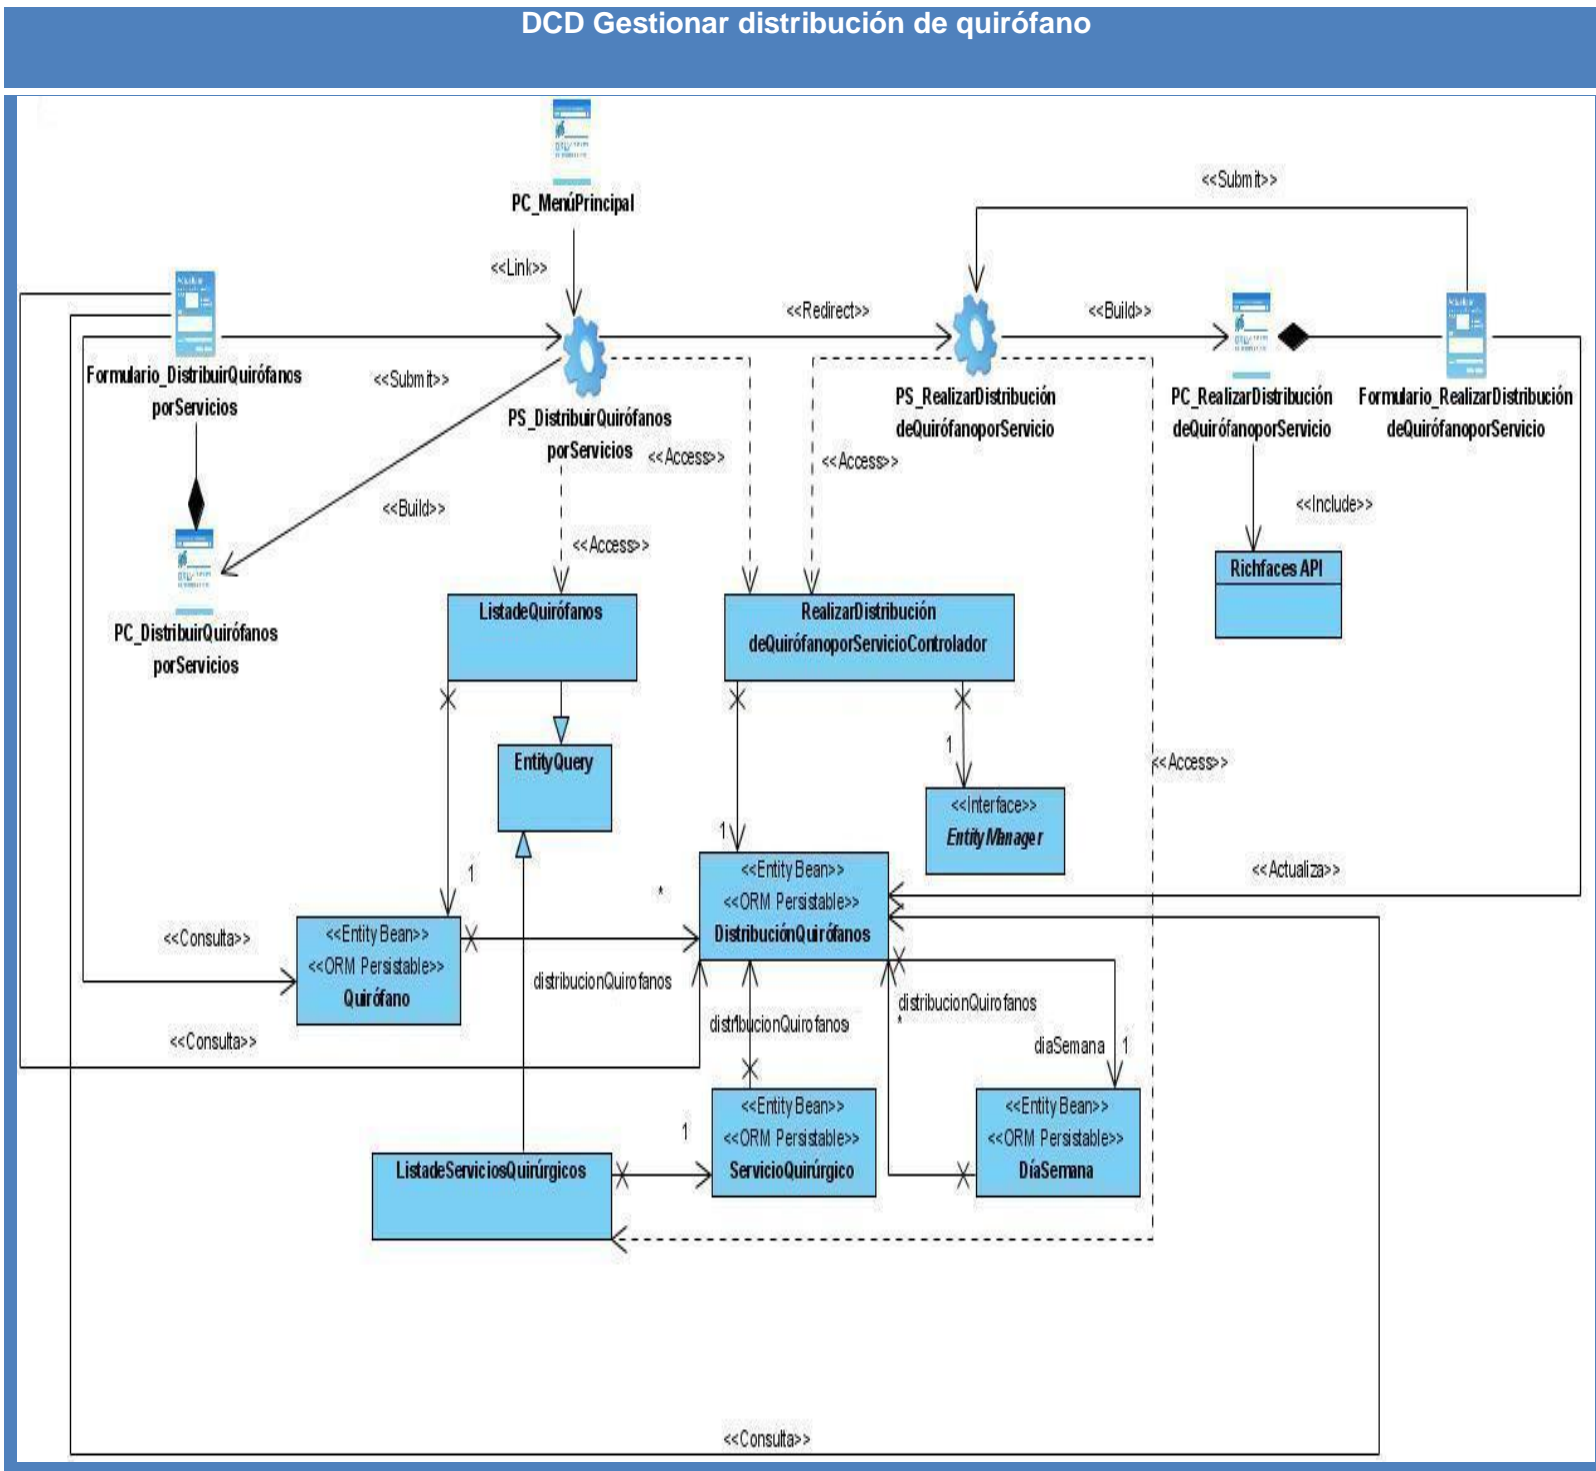 DCD Gestionar distribución de quirófano
PC_MenúPrincipal
<<Submit>>
<<Link>>
<<Redirect>>
<<Build>>
Formulario_DistribuirQuirófanos
porServicios
<<Submit>>
PS_DistribuirQuirófanos
porServicios
<<Access>>
PS_RealizarDistribución
deQuirófanoporServicio
<<Access>>
PC_RealizarDistribución
deQuirófanoporServicio
Formulario_RealizarDistribución
deQuirófanoporServicio
<<Build>>
<<Access>>
<<Include>>
Richfaces API
PC_DistribuirQuirófanos
porServicios
ListadeQuirófanos
RealizarDistribución
deQuirófanoporServicioControlador
EntityQuery
1
<<Access>>
<<Interface>>
EntityManager
1
1
*
<<Entity Bean>>
<<ORM Persistable>>
DistribuciónQuirófanos
<<Actualiza>>
<<Consulta>>
<<Entity Bean>>
<<ORM Persistable>>
Quirófano
distribucionQuirofanos
distribucionQuirofanos
*
distribucionQuirofanos
*
<<Consulta>>
diaSemana
1
ListadeServiciosQuirúrgicos
1
<<Entity Bean>>
<<ORM Persistable>>
ServicioQuirúrgico
<<Entity Bean>>
<<ORM Persistable>>
DíaSemana
<<Consulta>>